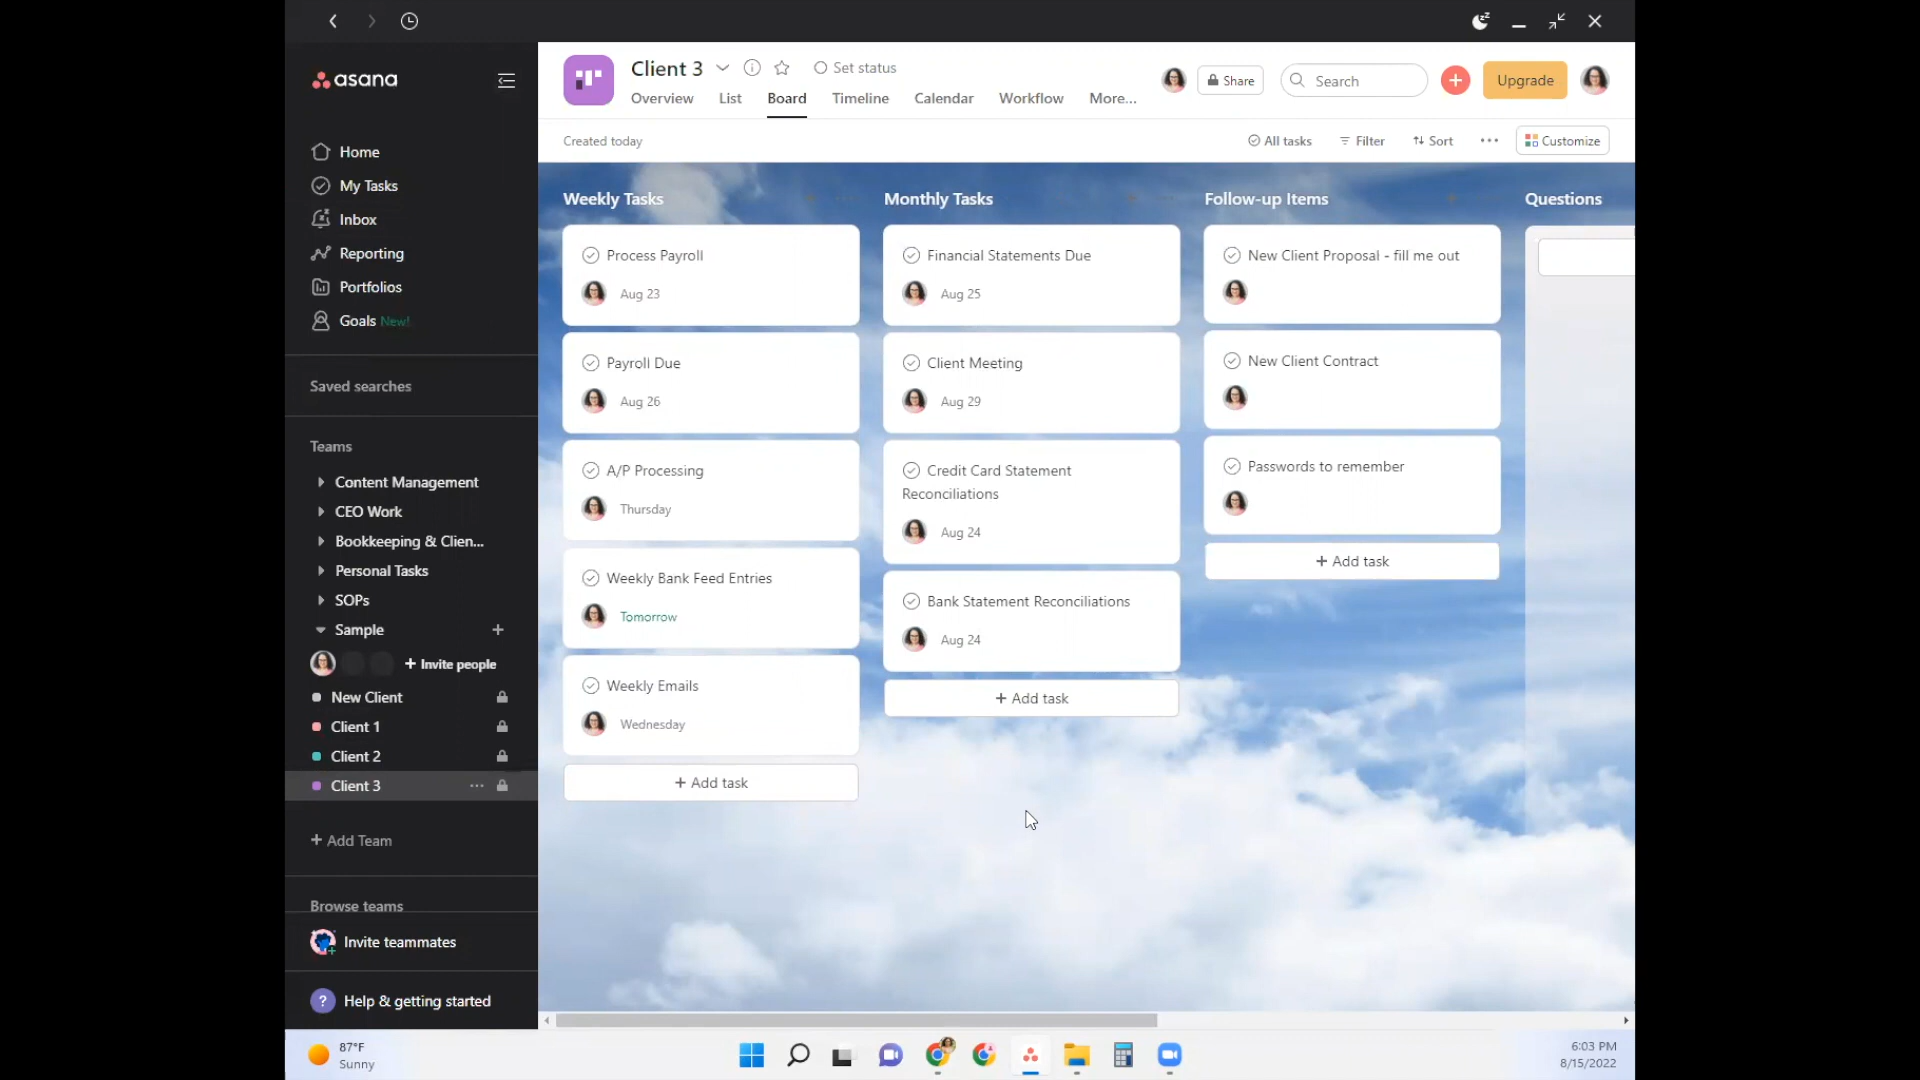 asana
Home
My Tasks
Inbox
Reporting
Portfolios
Goals New!
Saved searches
Teams
Content Management
CEO Work
Bookkeeping & Clien...
Personal Tasks
SOPs
Sample +
+ Invite people
New Client
Client 1
Client 2
Client 3 ...
+ Add Team
Browse teams
Invite teammates
? Help & getting started
Client 3
Set status
Share
Search
+
Upgrade
Overview List Board Timeline Calendar Workflow More...
Created today
All tasks
Filter
Sort
...
Customize
Weekly Tasks
Process Payroll
Aug 23
Payroll Due
Aug 26
A/P Processing
Thursday
Weekly Bank Feed Entries
Tomorrow
Weekly Emails
Wednesday
+ Add task
Monthly Tasks
Financial Statements Due
Aug 25
Client Meeting
Aug 29
Credit Card Statement
Reconciliations
Aug 24
Bank Statement Reconciliations
Aug 24
+ Add task
Follow-up Items
New Client Proposal - fill me out
New Client Contract
Passwords to remember
+ Add task
Questions
87°F
Sunny
6:03 PM
8/15/2022